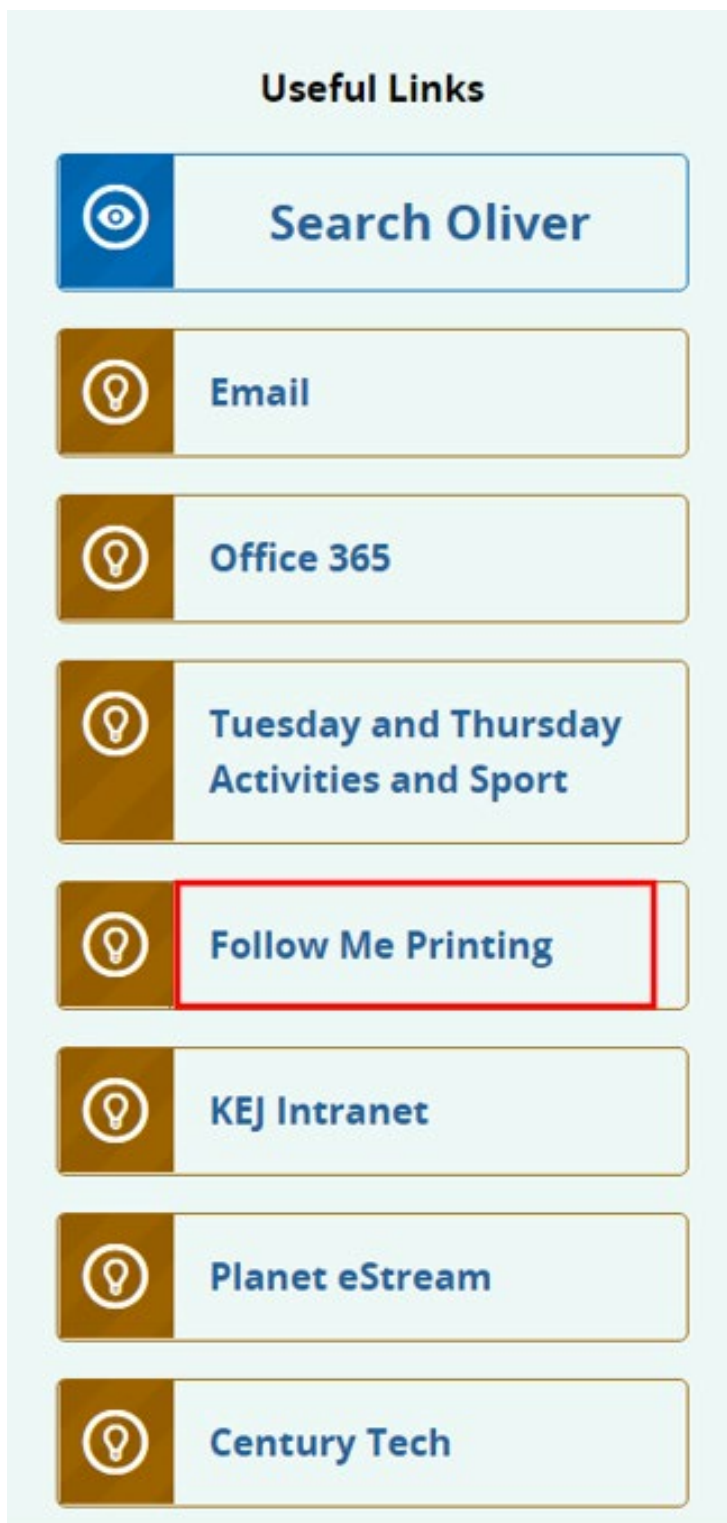 Useful Links
Search Oliver
Email
Office 365
Tuesday and Thursday
Activities and Sport
Follow Me Printing
KEJ Intranet
Planet eStream
Century Tech